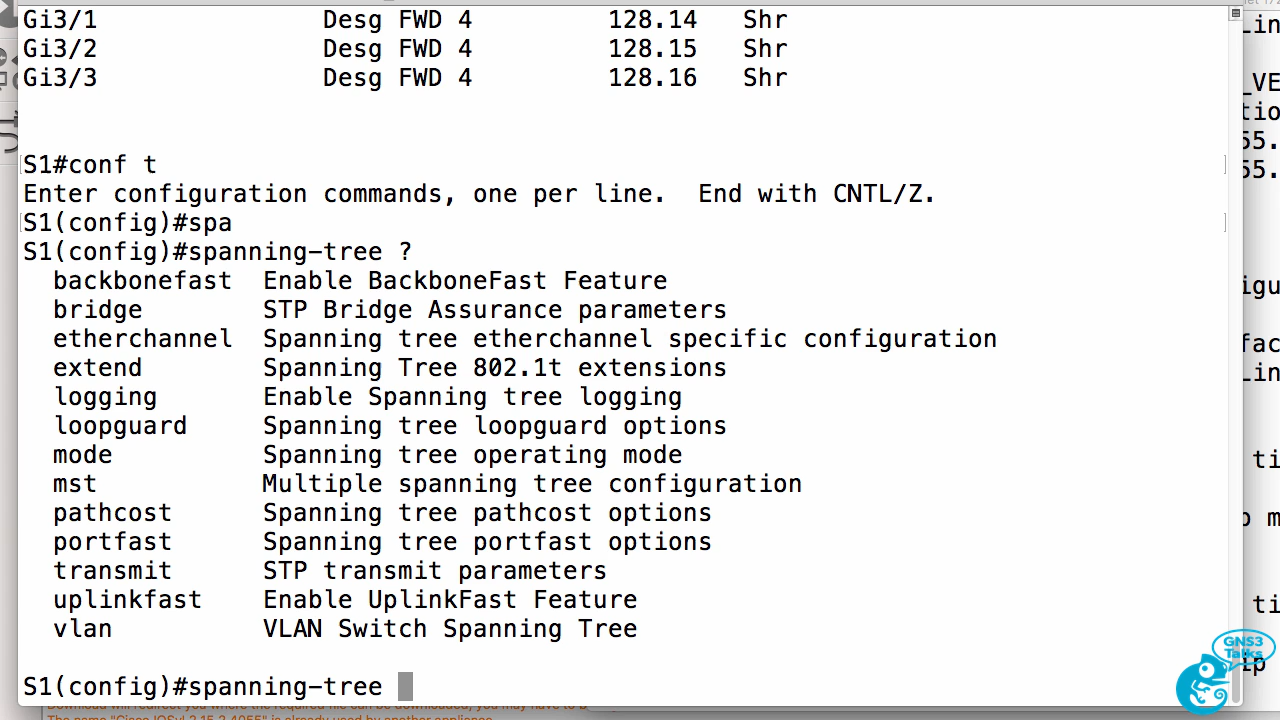 Gi3/1               Desg FWD 4         128.14   Shr
Gi3/2               Desg FWD 4         128.15   Shr
Gi3/3               Desg FWD 4         128.16   Shr
S1#conf t
Enter configuration commands, one per line.  End with CNTL/Z.
S1(config)#spa
S1(config)#spanning-tree ?
  backbonefast  Enable BackboneFast Feature
  bridge        STP Bridge Assurance parameters
  etherchannel  Spanning tree etherchannel specific configuration
  extend        Spanning Tree 802.1t extensions
  logging       Enable Spanning tree logging
  loopguard     Spanning tree loopguard options
  mode          Spanning tree operating mode
  mst           Multiple spanning tree configuration
  pathcost      Spanning tree pathcost options
  portfast      Spanning tree portfast options
  transmit      STP transmit parameters
  uplinkfast    Enable UplinkFast Feature
  vlan          VLAN Switch Spanning Tree
S1(config)#spanning-tree
GNS3
Talks